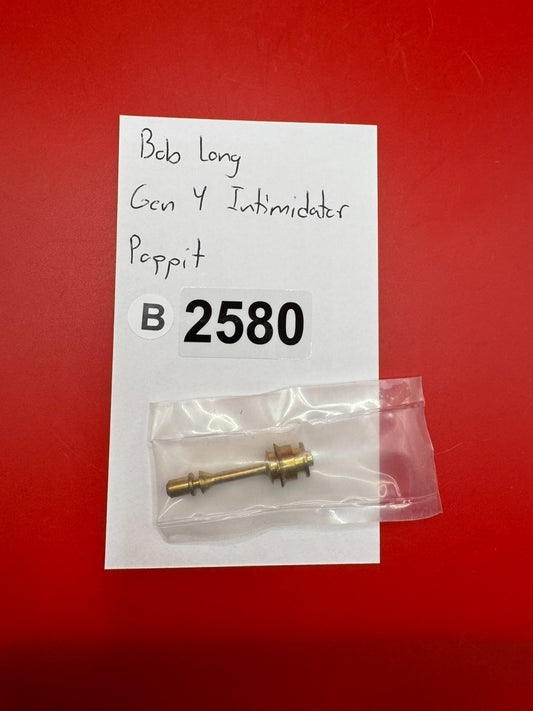 Bob Long
Gen 4 Intimidator
Poppit
B 2580